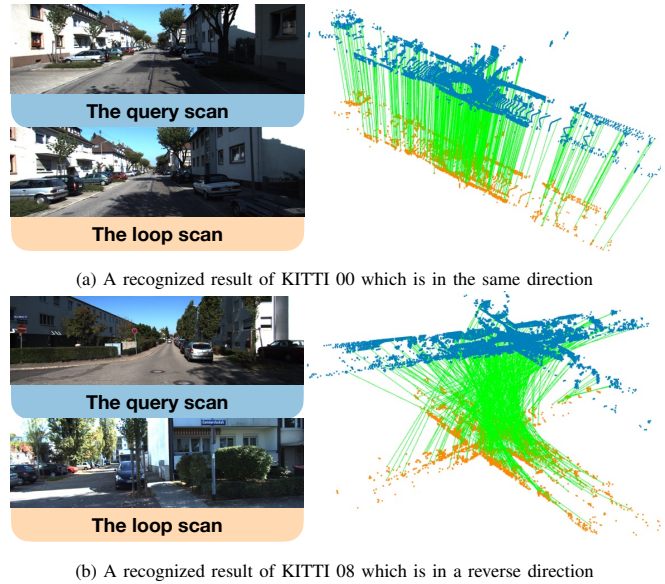 The query scan
The loop scan
(a) A recognized result of KITTI 00 which is in the same direction
The query scan
The loop scan
(b) A recognized result of KITTI 08 which is in a reverse direction